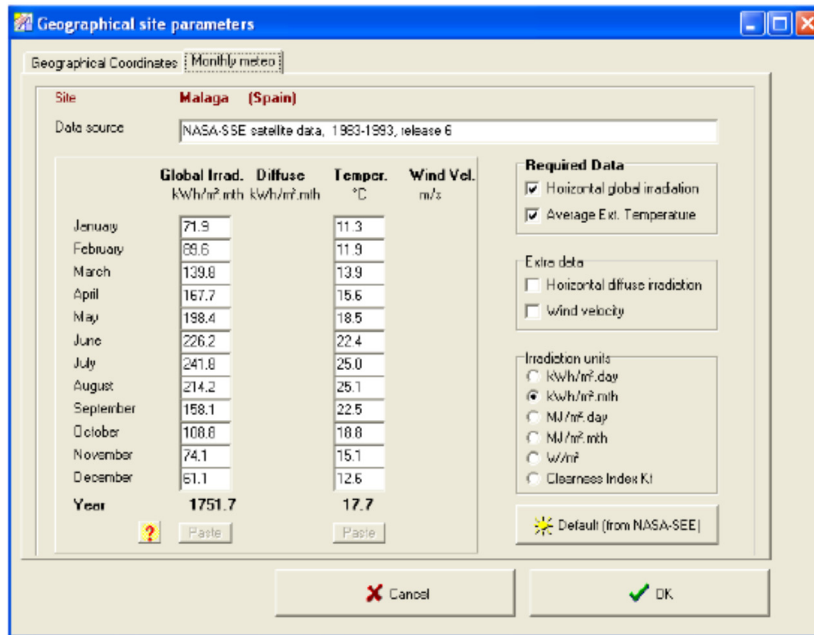 Geographical site parameters
Geographical Coordinates Monthly meteo
Site Malaga (Spain)
Data source NASA-SSE satellite data, 1983-1993, release 6
Global Irrad. Diffuse Temper. Wind Vel.
kWh/m².mth kWh/m².mth °C m/s
January 71.9 11.3
February 89.6 11.9
March 139.8 13.9
April 167.7 15.6
May 198.4 18.5
June 226.2 22.4
July 241.8 25.0
August 214.2 25.1
September 158.1 22.5
October 108.8 18.8
November 74.1 15.1
December 61.1 12.6
Year 1751.7 17.7
? Paste Paste
Required Data
Horizontal global irradiation
Average Ext. Temperature
Extra data
Horizontal diffuse irradiation
Wind velocity
Irradiation units
kWh/m².day
kWh/m².mth
MJ/m².day
MJ/m².mth
W/m²
Clearness Index Kt
Default (from NASA-SEE)
Cancel
OK